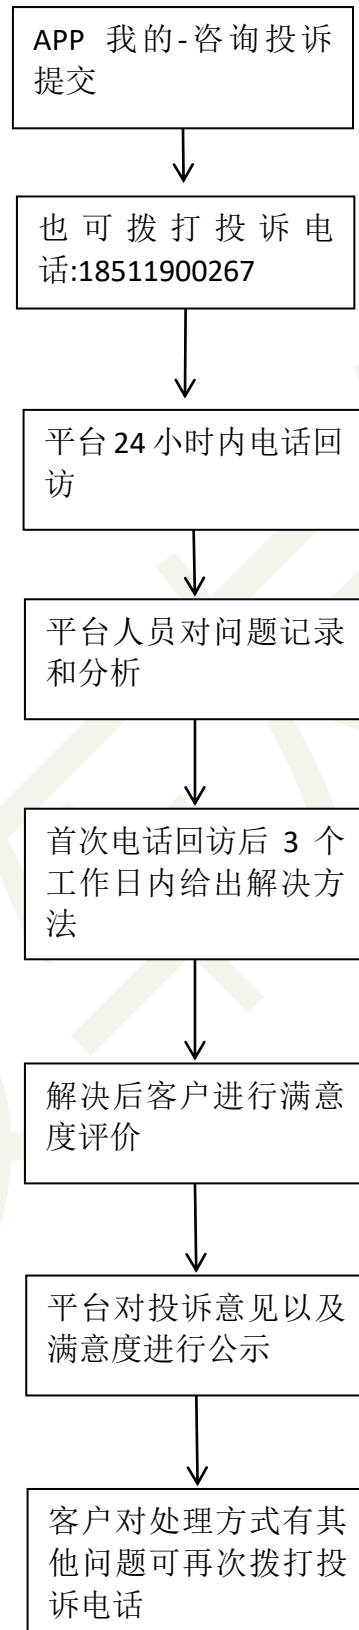 APP 我的-咨询投诉
提交
也可拨打投诉电
话:18511900267
平台 24 小时内电话回
访
平台人员对问题记录
和分析
首次电话回访后 3 个
工作日内给出解决方
法
解决后客户进行满意
度评价
平台对投诉意见以及
满意度进行公示
客户对处理方式有其
他问题可再次拨打投
诉电话